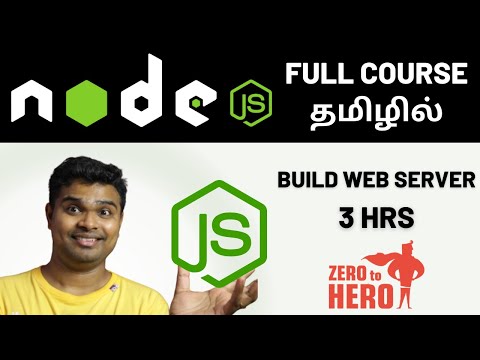 node JS
FULL COURSE
தமிழில்
JS
BUILD WEB SERVER
3 HRS
ZERO to
HERO